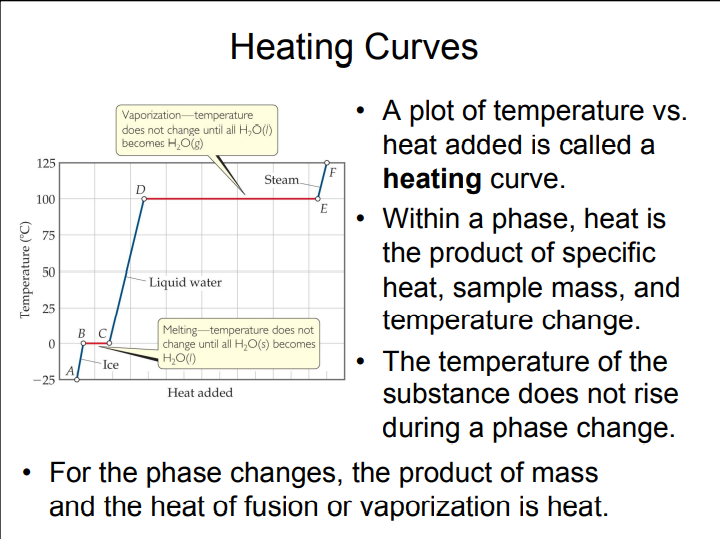 Heating Curves
Vaporization—temperature
does not change until all H₂O(l)
becomes H₂O(g)
125
100
75
50
25
0
−25
Temperature (°C)
A
B
C
D
E
F
Steam
Liquid water
Melting—temperature does not
change until all H₂O(s) becomes
H₂O(l)
Ice
Heat added
• A plot of temperature vs.
heat added is called a
heating curve.
• Within a phase, heat is
the product of specific
heat, sample mass, and
temperature change.
• The temperature of the
substance does not rise
during a phase change.
• For the phase changes, the product of mass
and the heat of fusion or vaporization is heat.